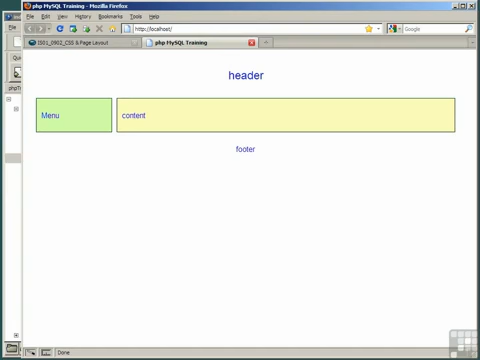 php MySQL Training - Mozilla Firefox
File Edit View History Bookmarks Tools Help
http://localhost/
Google
IS01_0902_CSS & Page Layout
php MySQL Training
header
Menu
content
footer
Done